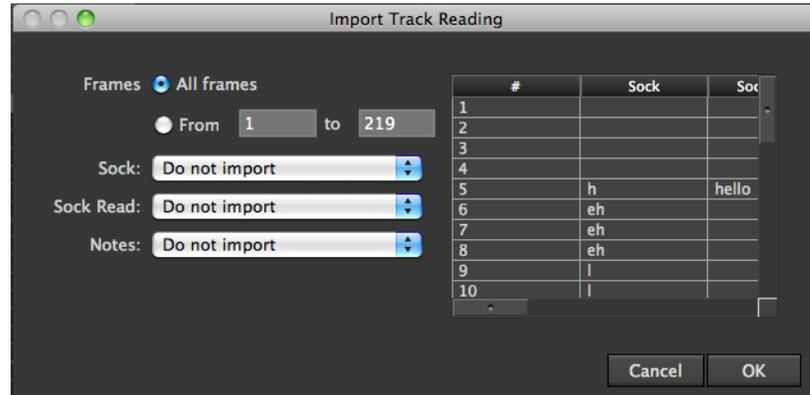 Import Track Reading
Frames All frames
From 1 to 219
Sock: Do not import
Sock Read: Do not import
Notes: Do not import
# Sock Soc
1
2
3
4
5 h hello
6 eh
7 eh
8 eh
9 l
10 l
Cancel OK